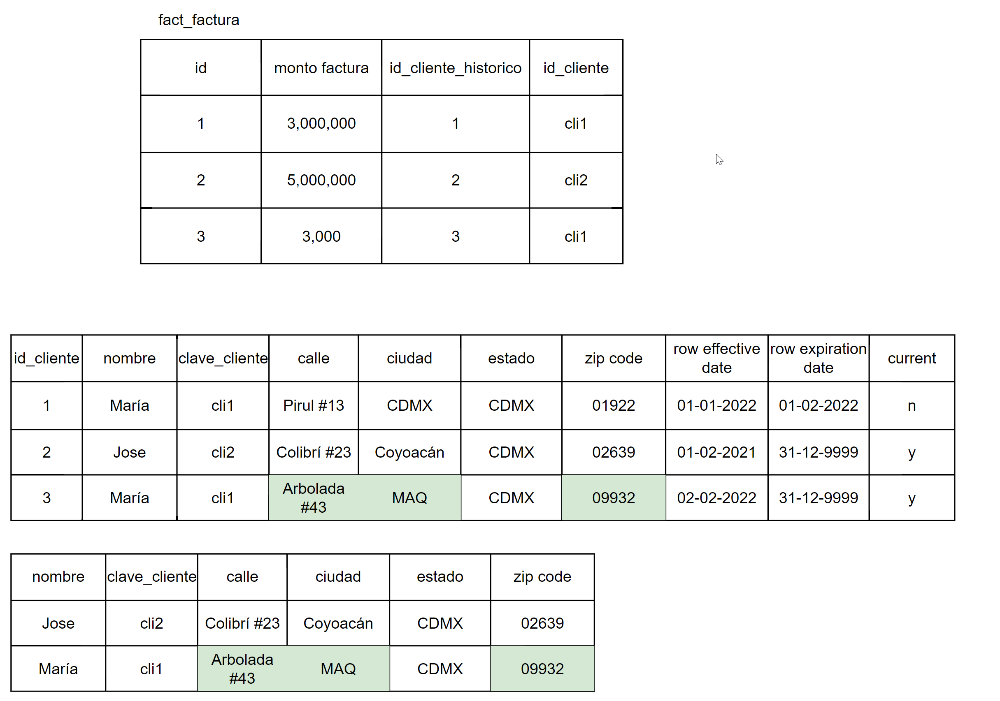 fact_factura
id monto factura id_cliente_historico id_cliente
1 3,000,000 1 cli1
2 5,000,000 2 cli2
3 3,000 3 cli1
id_cliente nombre clave_cliente calle ciudad estado zip code row effective date row expiration date current
1 María cli1 Pirul #13 CDMX CDMX 01922 01-01-2022 01-02-2022 n
2 Jose cli2 Colibrí #23 Coyoacán CDMX 02639 01-02-2021 31-12-9999 y
3 María cli1 Arbolada #43 MAQ CDMX 09932 02-02-2022 31-12-9999 y
nombre clave_cliente calle ciudad estado zip code
Jose cli2 Colibrí #23 Coyoacán CDMX 02639
María cli1 Arbolada #43 MAQ CDMX 09932